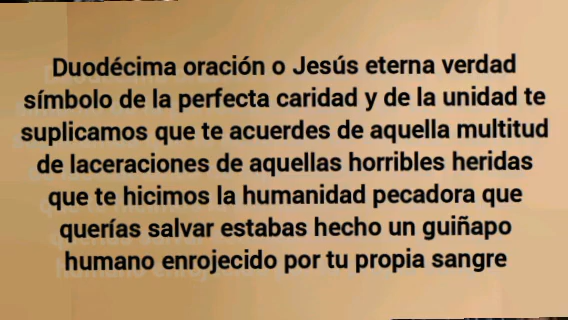 Duodécima oración o Jesús eterna verdad
símbolo de la perfecta caridad y de la unidad te
suplicamos que te acuerdes de aquella multitud
de laceraciones de aquellas horribles heridas
que te hicimos la humanidad pecadora que
querías salvar estabas hecho un guiñapo
humano enrojecido por tu propia sangre